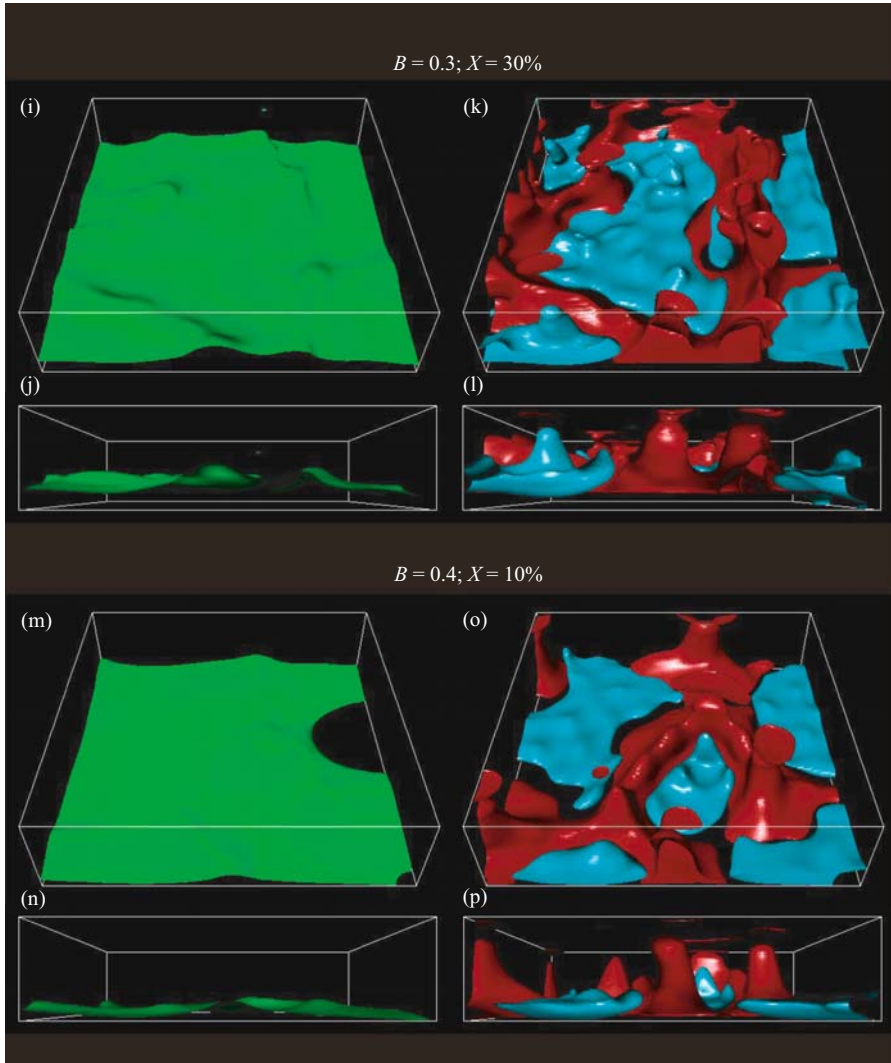 B = 0.3; X = 30%
(i)
(k)
(j)
(l)
B = 0.4; X = 10%
(m)
(o)
(n)
(p)